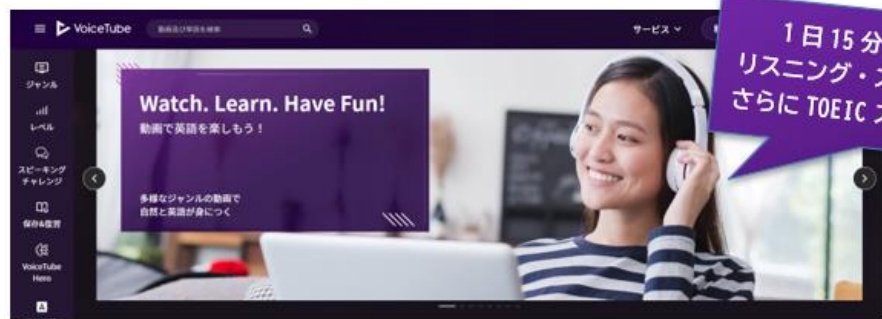 VoiceTube
動画及び単語を検索
サービス
1日15分
リスニング・ス
さらに TOEIC ス
ジャンル
レベル
スピーキング
チャレンジ
保存&復習
VoiceTube
Hero
A
Watch. Learn. Have Fun!
動画で英語を楽しもう！
多様なジャンルの動画で
自然と英語が身につく